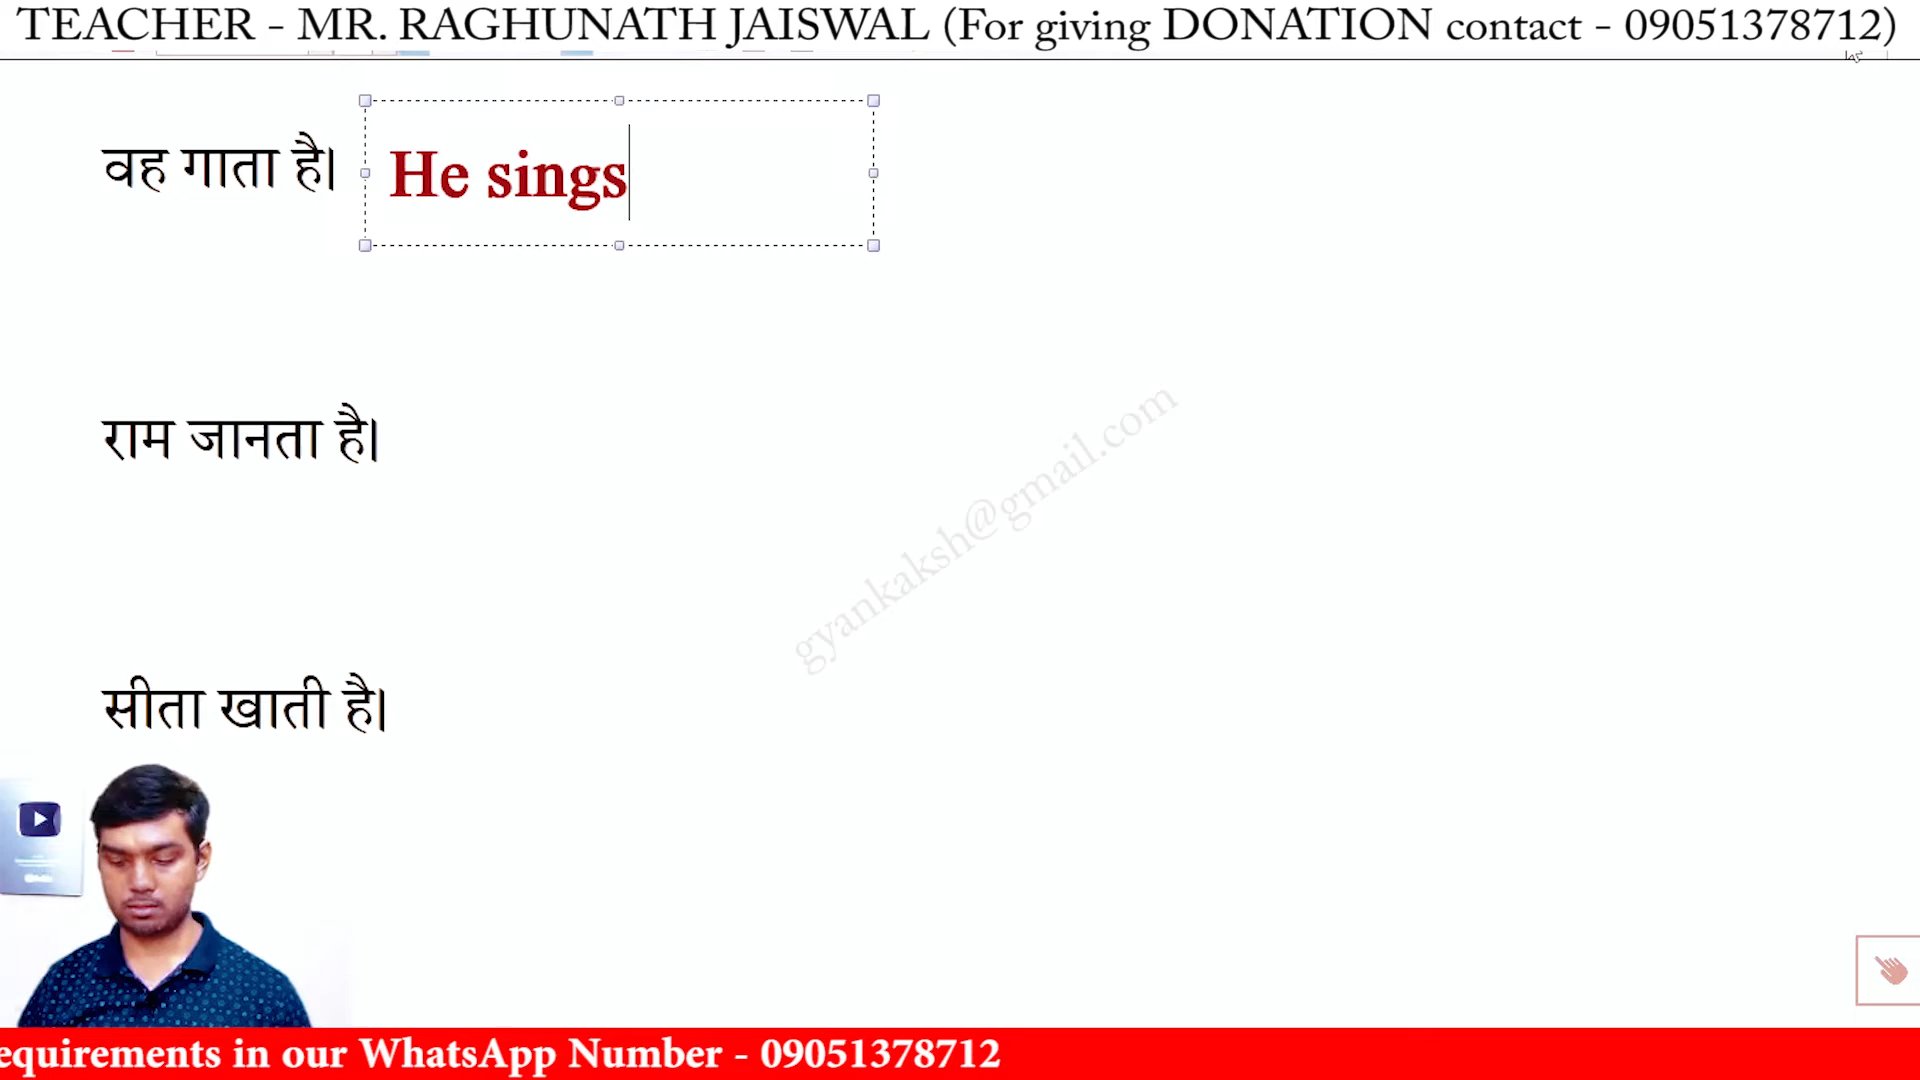 TEACHER - MR. RAGHUNATH JAISWAL (For giving DONATION contact - 09051378712)
वह गाता है। He sings
राम जानता है।
gyankaksh@gmail.com
सीता खाती है।
equirements in our WhatsApp Number - 09051378712